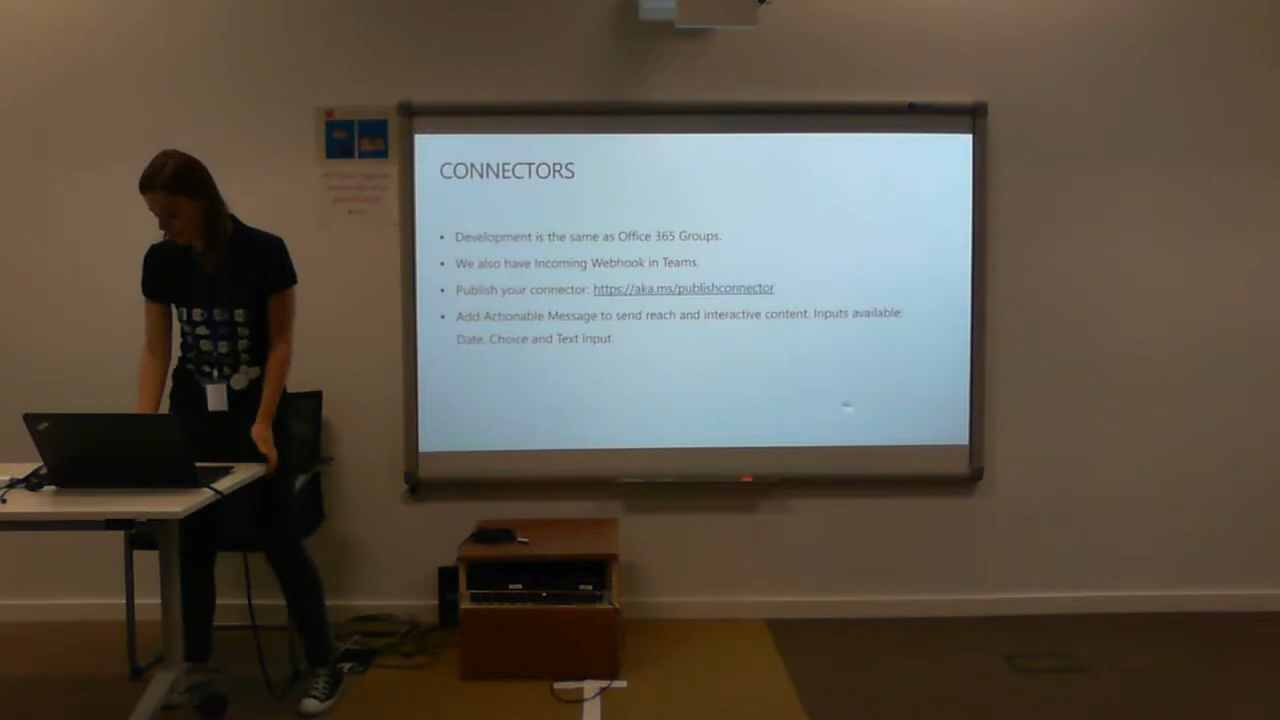 CONNECTORS
• Development is the same as Office 365 Groups.
• We also have Incoming Webhook in Teams.
• Publish your connector: https://aka.ms/publishconnector
• Add Actionable Message to send reach and interactive content. Inputs available:
Date, Choice and Text Input.